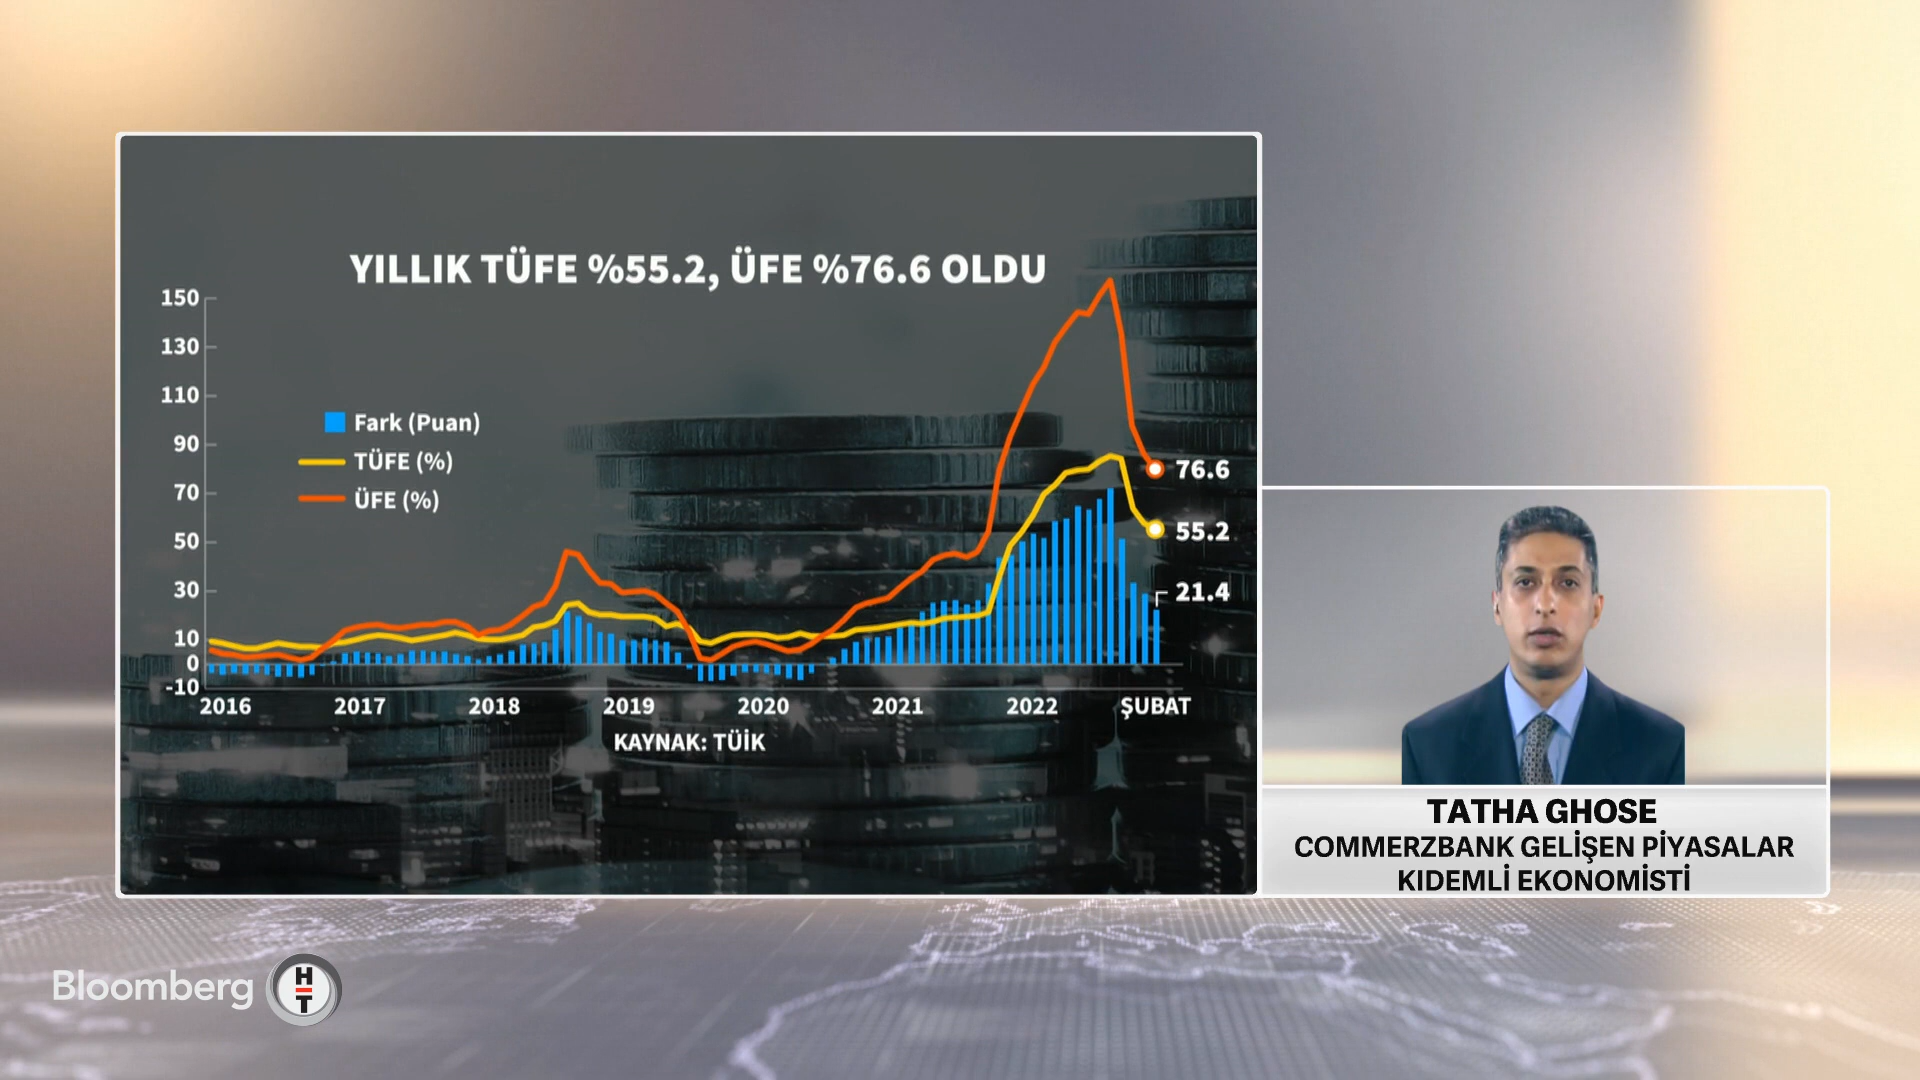 YILLIK TÜFE %55.2, ÜFE %76.6 OLDU
150
130
110
90
70
50
30
10
0
-10
Fark (Puan)
TÜFE (%)
ÜFE (%)
76.6
55.2
21.4
2016 2017 2018 2019 2020 2021 2022 ŞUBAT
KAYNAK: TÜİK
TATHA GHOSE
COMMERZBANK GELİŞEN PİYASALAR
KIDEMLİ EKONOMİSTİ
Bloomberg HT